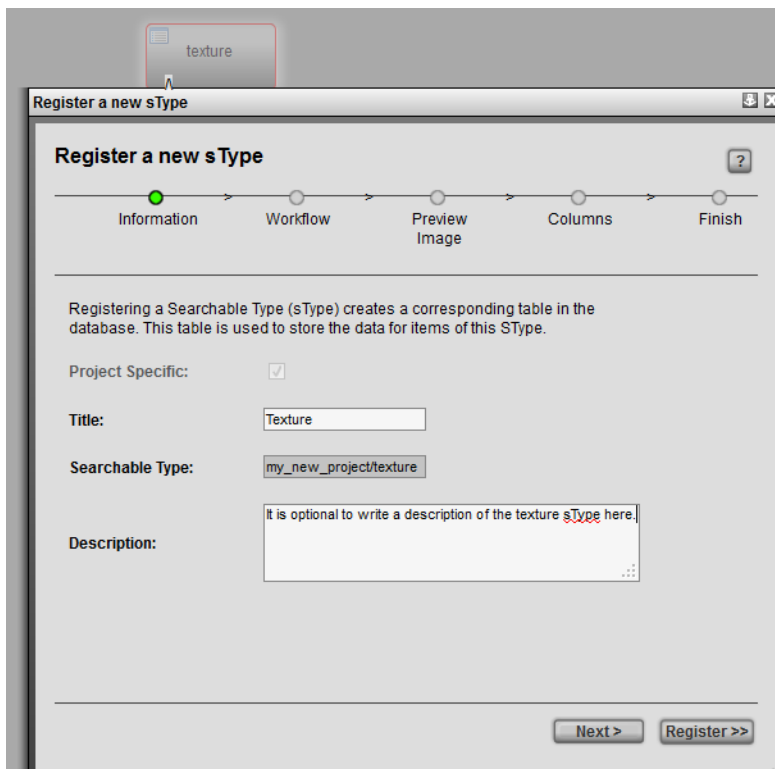 texture
Register a new sType
Register a new sType
?
> > > >
Information Workflow Preview Columns Finish
Image
Registering a Searchable Type (sType) creates a corresponding table in the
database. This table is used to store the data for items of this SType.
Project Specific:
Title: Texture
Searchable Type: my_new_project/texture
It is optional to write a description of the texture sType here.
Description:
Next > Register >>